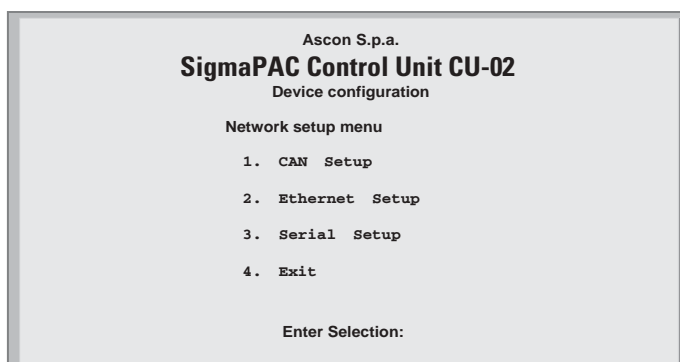 Ascon S.p.a.
SigmaPAC Control Unit CU-02
Device configuration
Network setup menu
1. CAN Setup
2. Ethernet Setup
3. Serial Setup
4. Exit
Enter Selection: